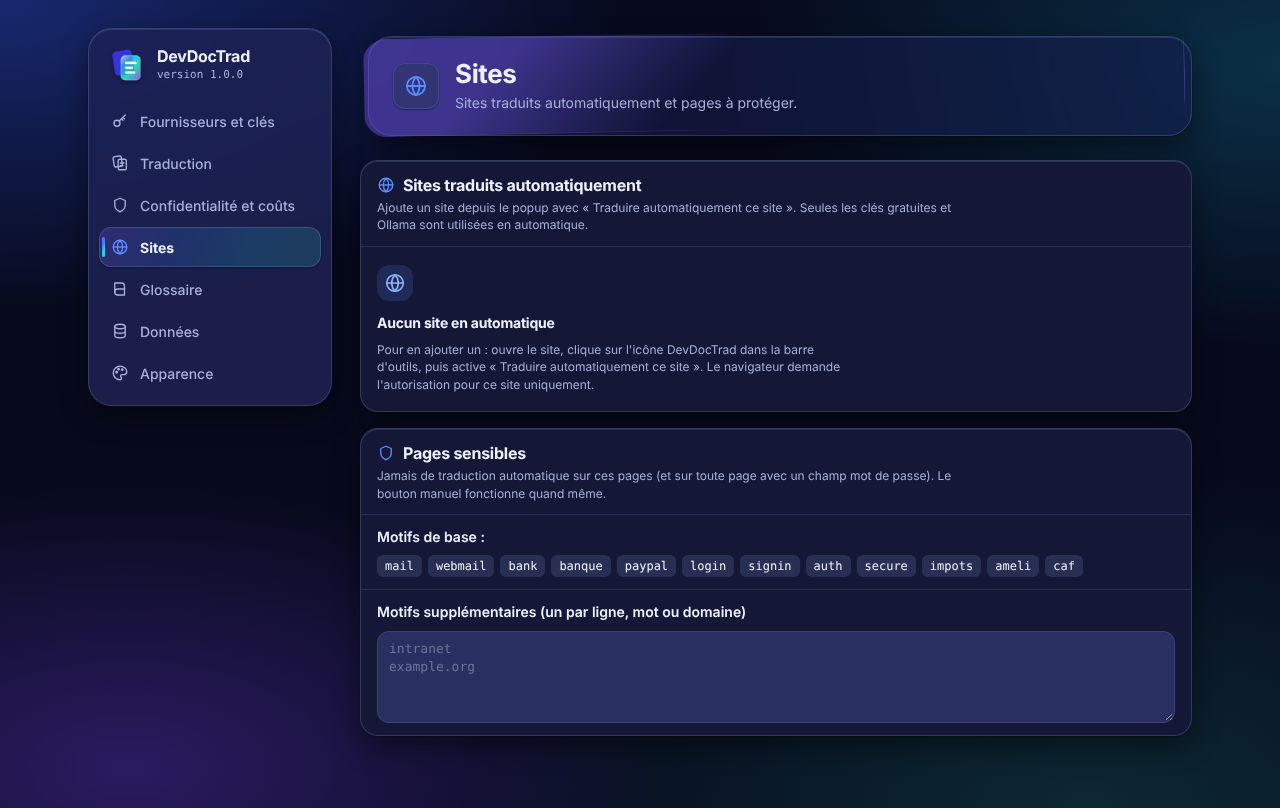 DevDocTrad
version 1.0.0
Fournisseurs et clés
Traduction
Confidentialité et coûts
Sites
Glossaire
Données
Apparence
Sites
Sites traduits automatiquement et pages à protéger.
Sites traduits automatiquement
Ajoute un site depuis le popup avec « Traduire automatiquement ce site ». Seules les clés gratuites et
Ollama sont utilisées en automatique.
Aucun site en automatique
Pour en ajouter un : ouvre le site, clique sur l'icône DevDocTrad dans la barre
d'outils, puis active « Traduire automatiquement ce site ». Le navigateur demande
l'autorisation pour ce site uniquement.
Pages sensibles
Jamais de traduction automatique sur ces pages (et sur toute page avec un champ mot de passe). Le
bouton manuel fonctionne quand même.
Motifs de base :
mail webmail bank banque paypal login signin auth secure impots ameli caf
Motifs supplémentaires (un par ligne, mot ou domaine)
intranet
example.org